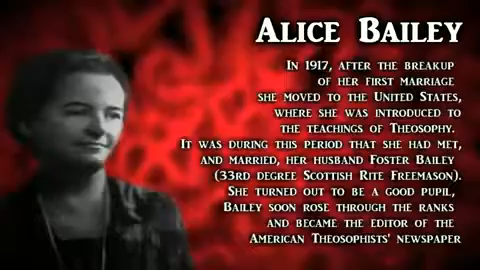 Alice Bailey
In 1917, after the breakup
of her first marriage
she moved to the United States,
where she was introduced to
the teachings of Theosophy.
It was during this period that she had met,
and married, her husband Foster Bailey
(33rd degree Scottish Rite Freemason).
She turned out to be a good pupil,
Bailey soon rose through the ranks
and became the editor of the
American Theosophists' newspaper